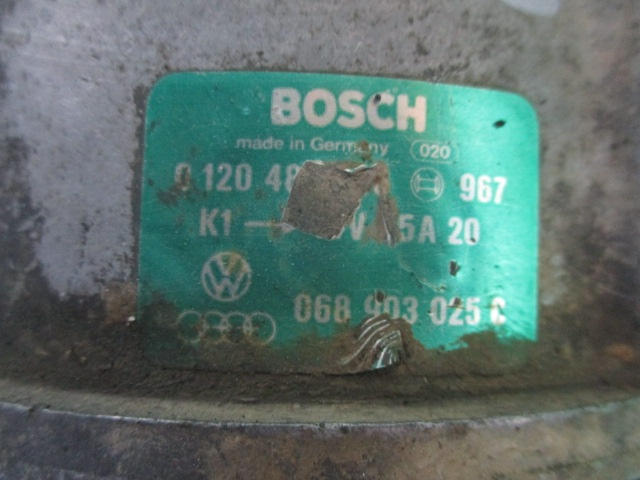 BOSCH
made in Germany 020
0 120 48 967
K1 — V 5A 20
068 903 025